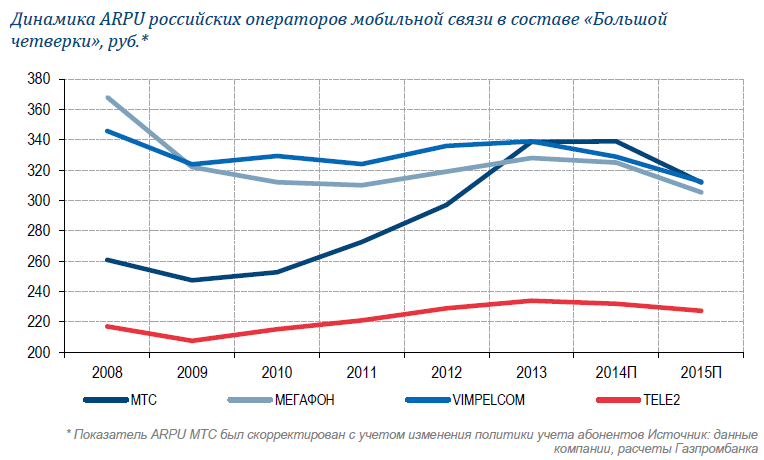 Динамика ARPU российских операторов мобильной связи в составе «Большой
четверки», руб.*
380
360
340
320
300
280
260
240
220
200
2008 2009 2010 2011 2012 2013 2014П 2015П
МТС МЕГАФОН VIMPELCOM TELE2
* Показатель ARPU МТС был скорректирован с учетом изменения политики учета абонентов Источник: данные
компании, расчеты Газпромбанка